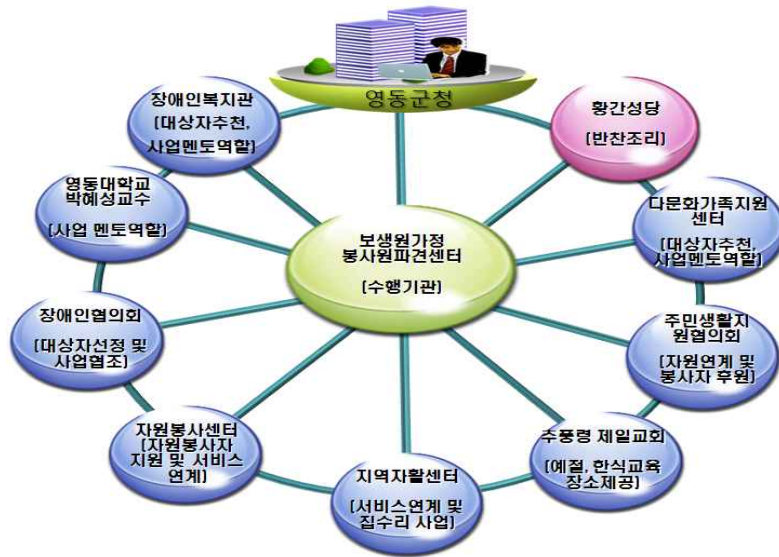 영동군청
장애인복지관
(대상자추천,
사업멘토역할)
황간성당
(반찬조리)
영동대학교
박혜성교수
(사업 멘토역할)
다문화가족지원
센터
(대상자추천,
사업멘토역할)
보생원가정
봉사원파견센터
(수행기관)
장애인협의회
(대상자선정 및
사업협조)
주민생활지
원협의회
(자원연계 및
봉사자 후원)
자원봉사센터
(자원봉사자
지원 및 서비스
연계)
지역자활센터
(서비스연계 및
집수리 사업)
추풍령 제일교회
(예절, 한식교육
장소제공)